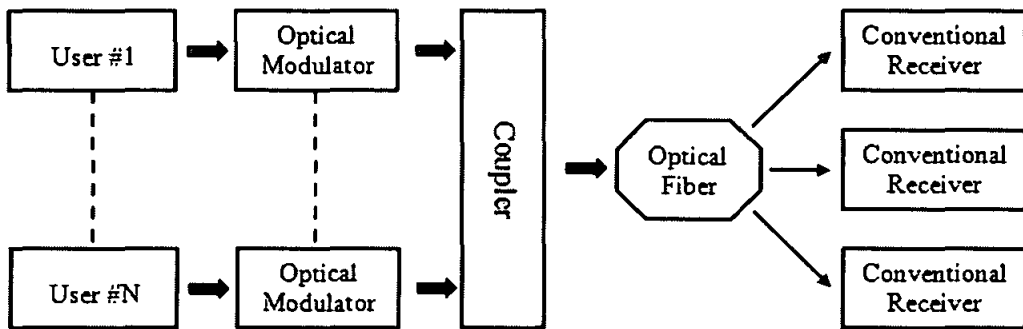 User #1
Optical
Modulator
Coupler
Optical
Fiber
Conventional
Receiver
Conventional
Receiver
Conventional
Receiver
User #N
Optical
Modulator